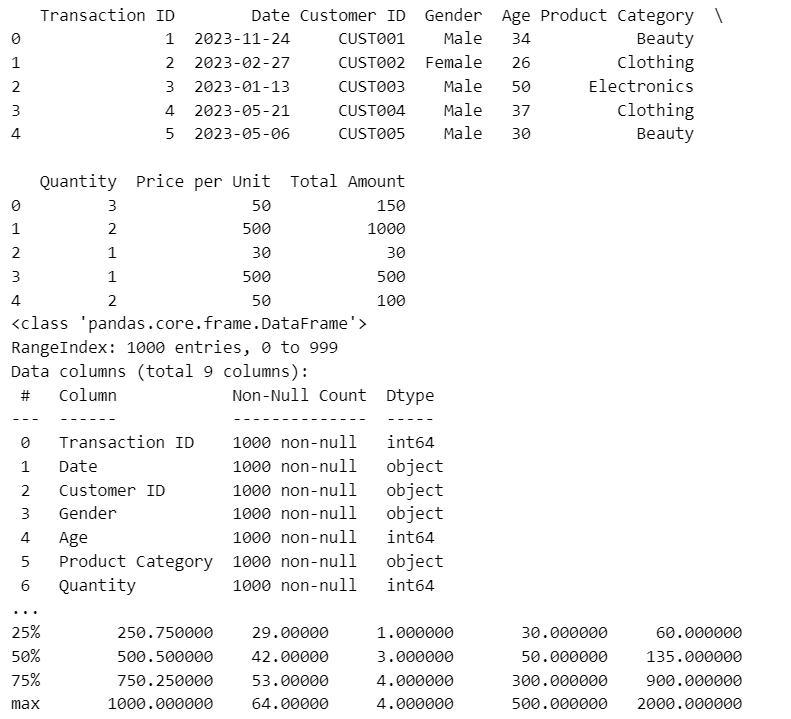 Transaction ID        Date Customer ID  Gender  Age Product Category  \
0               1  2023-11-24     CUST001    Male   34           Beauty
1               2  2023-02-27     CUST002  Female   26         Clothing
2               3  2023-01-13     CUST003    Male   50      Electronics
3               4  2023-05-21     CUST004    Male   37         Clothing
4               5  2023-05-06     CUST005    Male   30           Beauty
   Quantity  Price per Unit  Total Amount
0         3              50           150
1         2             500          1000
2         1              30            30
3         1             500           500
4         2              50           100
<class 'pandas.core.frame.DataFrame'>
RangeIndex: 1000 entries, 0 to 999
Data columns (total 9 columns):
 #   Column            Non-Null Count  Dtype
---  ------            --------------  -----
 0   Transaction ID    1000 non-null   int64
 1   Date              1000 non-null   object
 2   Customer ID       1000 non-null   object
 3   Gender            1000 non-null   object
 4   Age               1000 non-null   int64
 5   Product Category  1000 non-null   object
 6   Quantity          1000 non-null   int64
...
25%        250.750000    29.00000     1.000000       30.000000     60.000000
50%        500.500000    42.00000     3.000000       50.000000    135.000000
75%        750.250000    53.00000     4.000000      300.000000    900.000000
max       1000.000000    64.00000     4.000000      500.000000   2000.000000